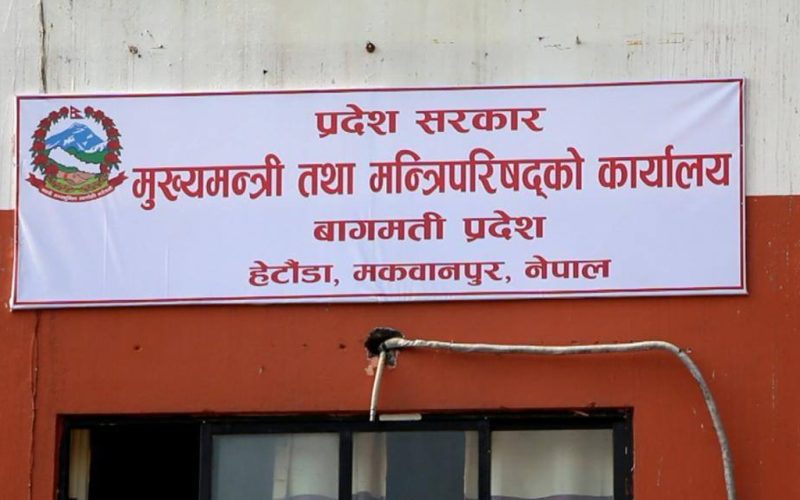 प्रदेश सरकार
मुख्यमन्त्री तथा मन्त्रिपरिषद्को कार्यालय
बागमती प्रदेश
हेटौंडा, मकवानपुर, नेपाल